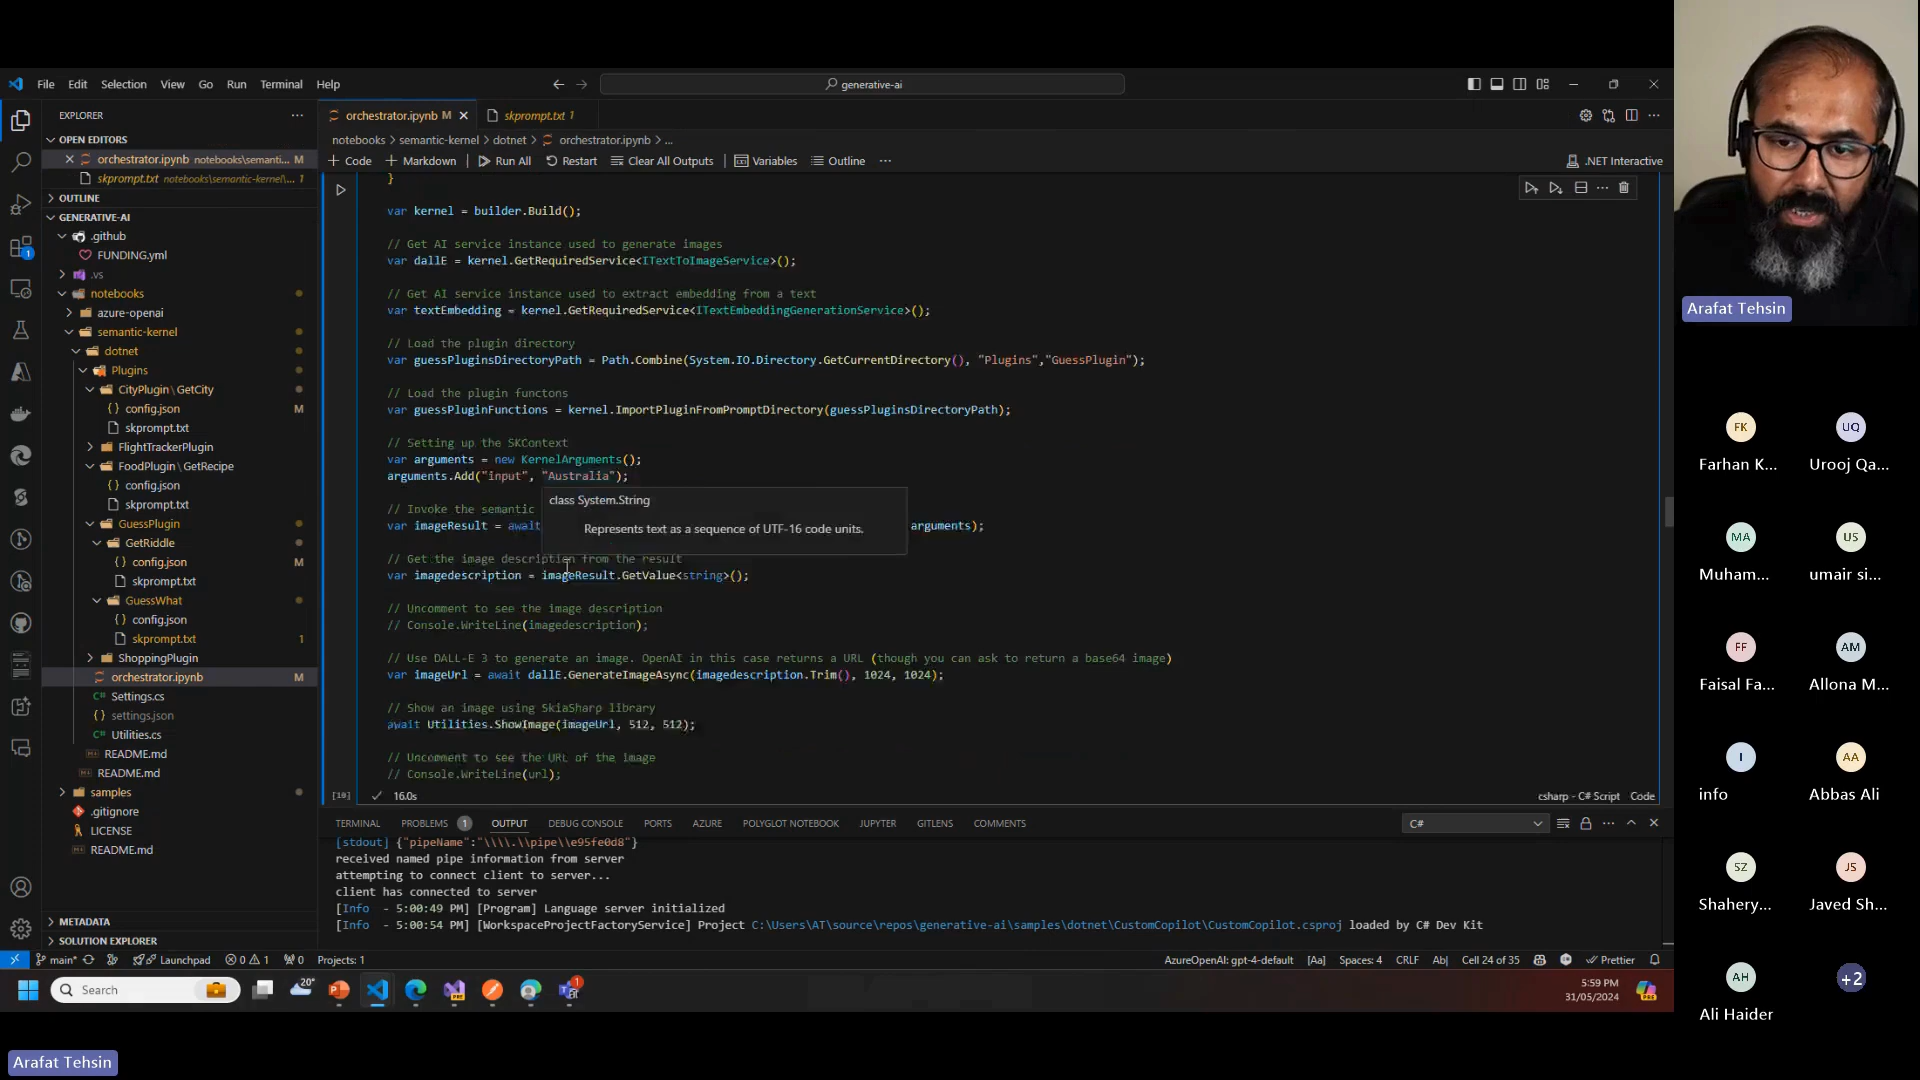 File Edit Selection View Go Run Terminal Help
generative-ai
EXPLORER
OPEN EDITORS
orchestrator.ipynb notebooks\semanti... M
skprompt.txt notebooks\semantic-kernel\... 1
OUTLINE
GENERATIVE-AI
.github
FUNDING.yml
.vs
notebooks
azure-openai
semantic-kernel
dotnet
Plugins
CityPlugin\GetCity
config.json M
skprompt.txt
FlightTrackerPlugin
FoodPlugin\GetRecipe
config.json
skprompt.txt
GuessPlugin
GetRiddle
config.json M
skprompt.txt
GuessWhat
config.json
skprompt.txt 1
ShoppingPlugin
orchestrator.ipynb M
Settings.cs
settings.json
Utilities.cs
README.md
README.md
samples
.gitignore
LICENSE
README.md
METADATA
SOLUTION EXPLORER
orchestrator.ipynb M
skprompt.txt 1
notebooks > semantic-kernel > dotnet > orchestrator.ipynb > ...
+ Code + Markdown Run All Restart Clear All Outputs Variables Outline ...
.NET Interactive
}
var kernel = builder.Build();
// Get AI service instance used to generate images
var dallE = kernel.GetRequiredService<ITextToImageService>();
// Get AI service instance used to extract embedding from a text
var textEmbedding = kernel.GetRequiredService<ITextEmbeddingGenerationService>();
// Load the plugin directory
var guessPluginsDirectoryPath = Path.Combine(System.IO.Directory.GetCurrentDirectory(), "Plugins","GuessPlugin");
// Load the plugin functons
var guessPluginFunctions = kernel.ImportPluginFromPromptDirectory(guessPluginsDirectoryPath);
// Setting up the SKContext
var arguments = new KernelArguments();
arguments.Add("input", "Australia");
class System.String
Represents text as a sequence of UTF-16 code units.
// Invoke the semantic
var imageResult = await
arguments);
// Get the image description from the result
var imagedescription = imageResult.GetValue<string>();
// Uncomment to see the image description
// Console.WriteLine(imagedescription);
// Use DALL-E 3 to generate an image. OpenAI in this case returns a URL (though you can ask to return a base64 image)
var imageUrl = await dallE.GenerateImageAsync(imagedescription.Trim(), 1024, 1024);
// Show an image using SkiaSharp library
await Utilities.ShowImage(imageUrl, 512, 512);
// Uncomment to see the URL of the image
// Console.WriteLine(url);
16.0s
csharp - C# Script Code
TERMINAL PROBLEMS 1 OUTPUT DEBUG CONSOLE PORTS AZURE POLYGLOT NOTEBOOK JUPYTER GITLENS COMMENTS
C#
[stdout] {"pipeName":"\\\\.\\pipe\\e95fe0d8"}
received named pipe information from server
attempting to connect client to server...
client has connected to server
[Info - 5:00:49 PM] [Program] Language server initialized
[Info - 5:00:54 PM] [WorkspaceProjectFactoryService] Project C:\Users\AT\source\repos\generative-ai\samples\dotnet\CustomCopilot\CustomCopilot.csproj loaded by C# Dev Kit
main* Launchpad 0 1 0 Projects: 1
AzureOpenAI: gpt-4-default [Aa] Spaces: 4 CRLF Ab| Cell 24 of 35 Prettier
Search
20°
5:59 PM
31/05/2024
Arafat Tehsin
Arafat Tehsin
FK
Farhan K...
UQ
Urooj Qa...
MA
Muham...
US
umair si...
FF
Faisal Fa...
AM
Allona M...
I
info
AA
Abbas Ali
SZ
Shahery...
JS
Javed Sh...
AH
Ali Haider
+2